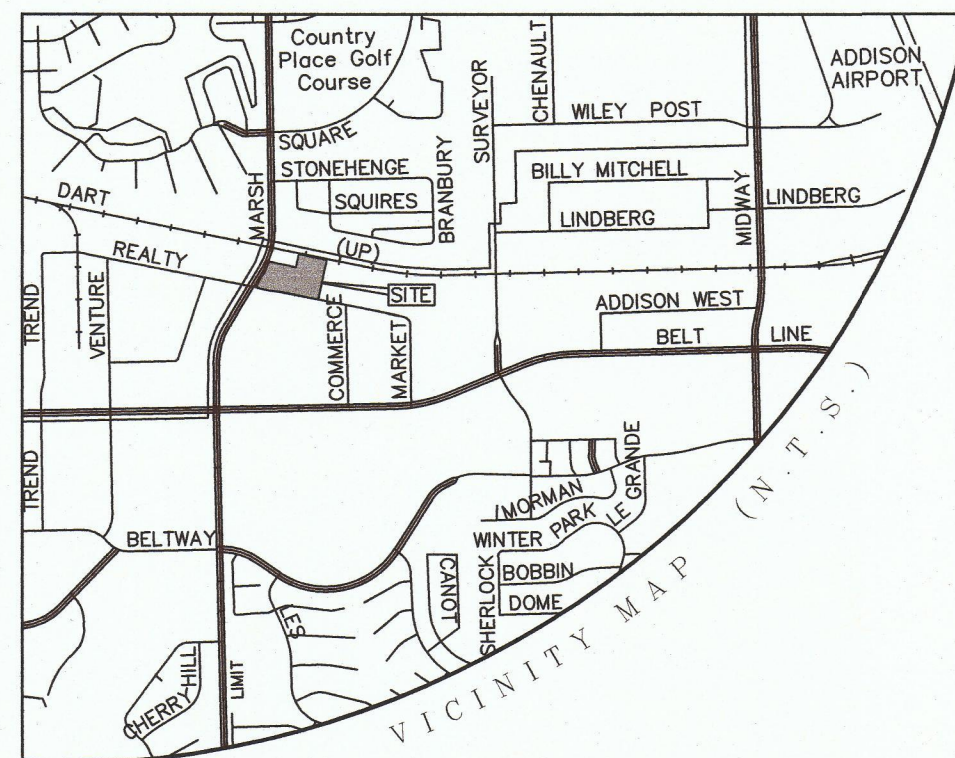 Country
Place Golf
Course
ADDISON
AIRPORT
SURVEYOR
CHENAULT
WILEY POST
SQUARE
STONEHENGE
BILLY MITCHELL
SQUIRES
BRANBURY
LINDBERG
LINDBERG
MIDWAY
DART
MARSH
(UP)
REALTY
SITE
TREND
VENTURE
COMMERCE
MARKET
ADDISON WEST
BELT LINE
TREND
MORMAN
LE GRANDE
WINTER PARK
BELTWAY
CANOT
SHERLOCK
BOBBIN
DOME
LES
CHERRY HILL
LIMIT
VICINITY MAP (N.T.S.)